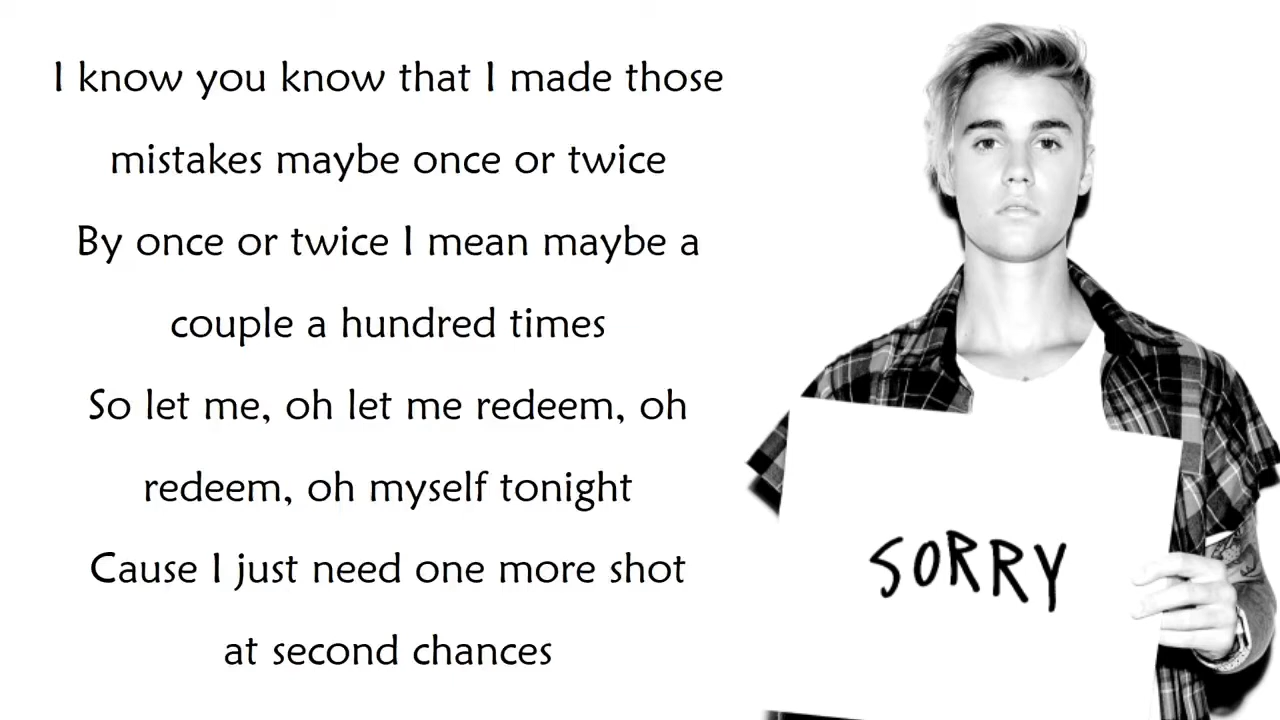 I know you know that I made those
mistakes maybe once or twice
By once or twice I mean maybe a
couple a hundred times
So let me, oh let me redeem, oh
redeem, oh myself tonight
Cause I just need one more shot
at second chances
SORRY